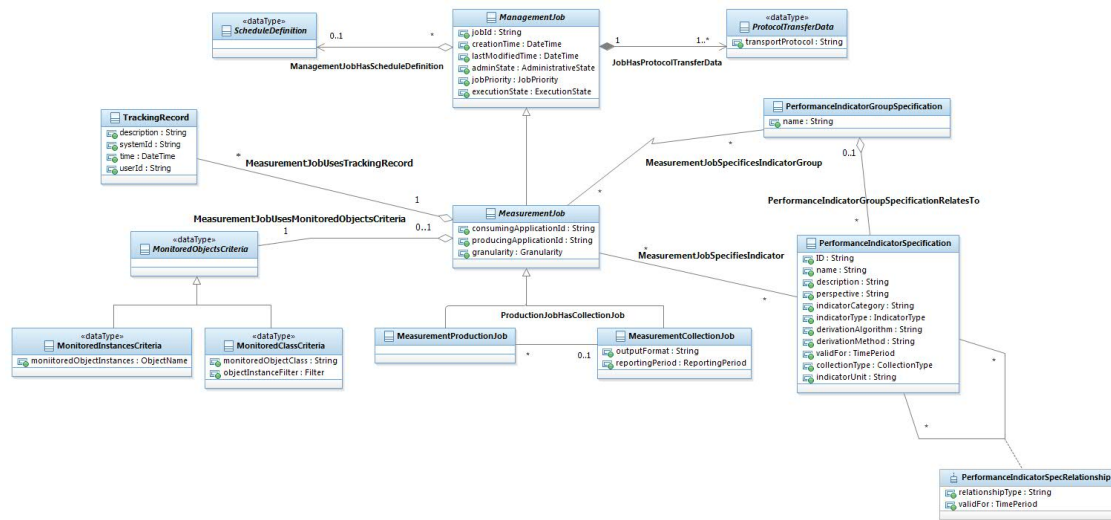 «dataType»
ScheduleDefinition
0..1
*
ManagementJobHasScheduleDefinition
ManagementJob
jobId : String
creationTime : DateTime
lastModifiedTime : DateTime
adminState : AdministrativeState
jobPriority : JobPriority
executionState : ExecutionState
1
1..*
JobHasProtocolTransferData
«dataType»
ProtocolTransferData
transportProtocol : String
TrackingRecord
description : String
systemId : String
time : DateTime
userId : String
*
MeasurementJobUsesTrackingRecord
1
PerformanceIndicatorGroupSpecification
name : String
*
MeasurementJobSpecificesIndicatorGroup
*
0..1
PerformanceIndicatorGroupSpecificationRelatesTo
*
MeasurementJobUsesMonitoredObjectsCriteria
1
0..1
MeasurementJob
consumingApplicationId : String
producingApplicationId : String
granularity : Granularity
*
MeasurementJobSpecifiesIndicator
*
«dataType»
MonitoredObjectsCriteria
PerformanceIndicatorSpecification
ID : String
name : String
description : String
perspective : String
indicatorCategory : String
indicatorType : IndicatorType
derivationAlgorithm : String
derivationMethod : String
validFor : TimePeriod
collectionType : CollectionType
indicatorUnit : String
*
*
«dataType»
MonitoredInstancesCriteria
moniitoredObjectInstances : ObjectName
«dataType»
MonitoredClassCriteria
monitoredObjectClass : String
objectInstanceFilter : Filter
ProductionJobHasCollectionJob
MeasurementProductionJob
*
0..1
MeasurementCollectionJob
outputFormat : String
reportingPeriod : ReportingPeriod
PerformanceIndicatorSpecRelationship
relationshipType : String
validFor : TimePeriod